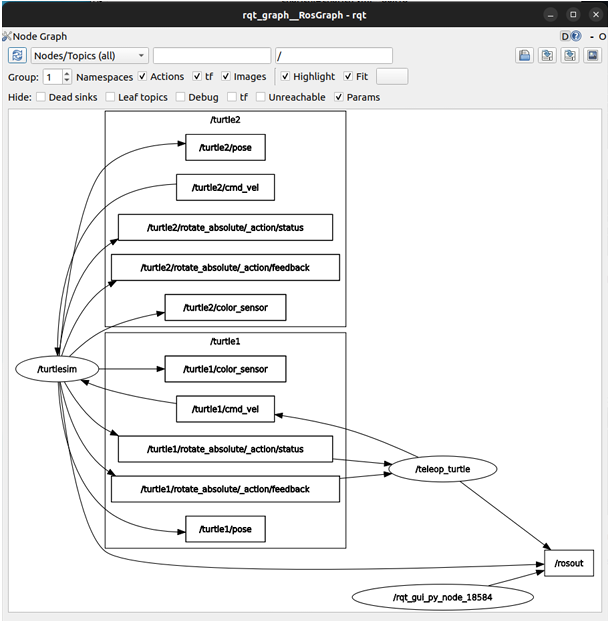 rqt_graph__RosGraph - rqt
Node Graph
D
- O
Nodes/Topics (all)
/
Group: 1 Namespaces Actions tf Images Highlight Fit
Hide: Dead sinks Leaf topics Debug tf Unreachable Params
/turtle2
/turtle2/pose
/turtle2/cmd_vel
/turtle2/rotate_absolute/_action/status
/turtle2/rotate_absolute/_action/feedback
/turtle2/color_sensor
/turtle1
/turtlesim
/turtle1/color_sensor
/turtle1/cmd_vel
/turtle1/rotate_absolute/_action/status
/teleop_turtle
/turtle1/rotate_absolute/_action/feedback
/turtle1/pose
/rosout
/rqt_gui_py_node_18584